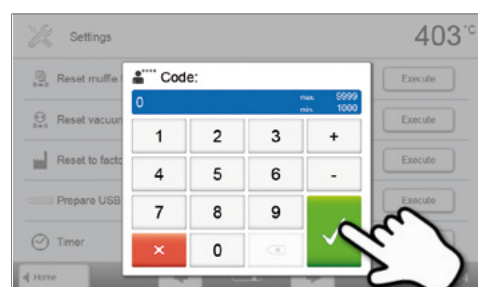 Settings
403 °C
Reset muffle
Execute
Reset vacuum
Execute
Reset to facto
Execute
Prepare USB
Execute
Timer
Home
**** Code:
0
max. 9999
min. 1000
1 2 3 +
4 5 6 -
7 8 9
0